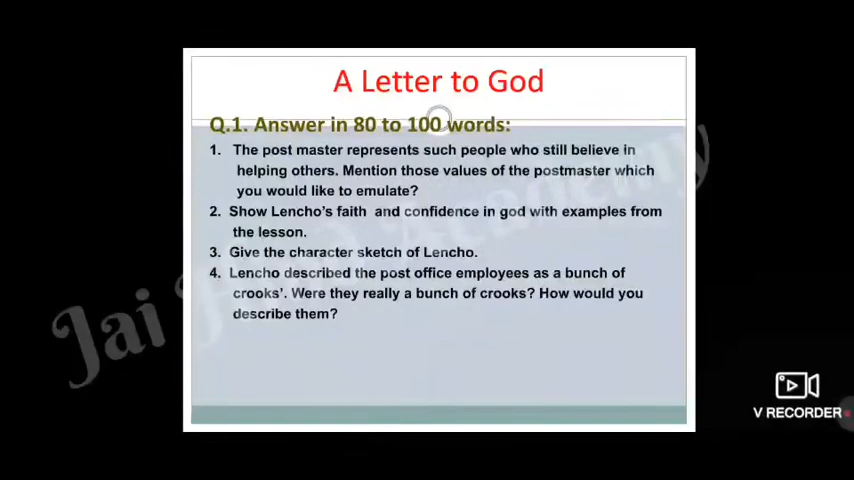 A Letter to God
Q.1. Answer in 80 to 100 words:
1. The post master represents such people who still believe in
helping others. Mention those values of the postmaster which
you would like to emulate?
2. Show Lencho's faith and confidence in god with examples from
the lesson.
3. Give the character sketch of Lencho.
4. Lencho described the post office employees as a bunch of
crooks'. Were they really a bunch of crooks? How would you
describe them?
Jai Hind Academy
V RECORDER